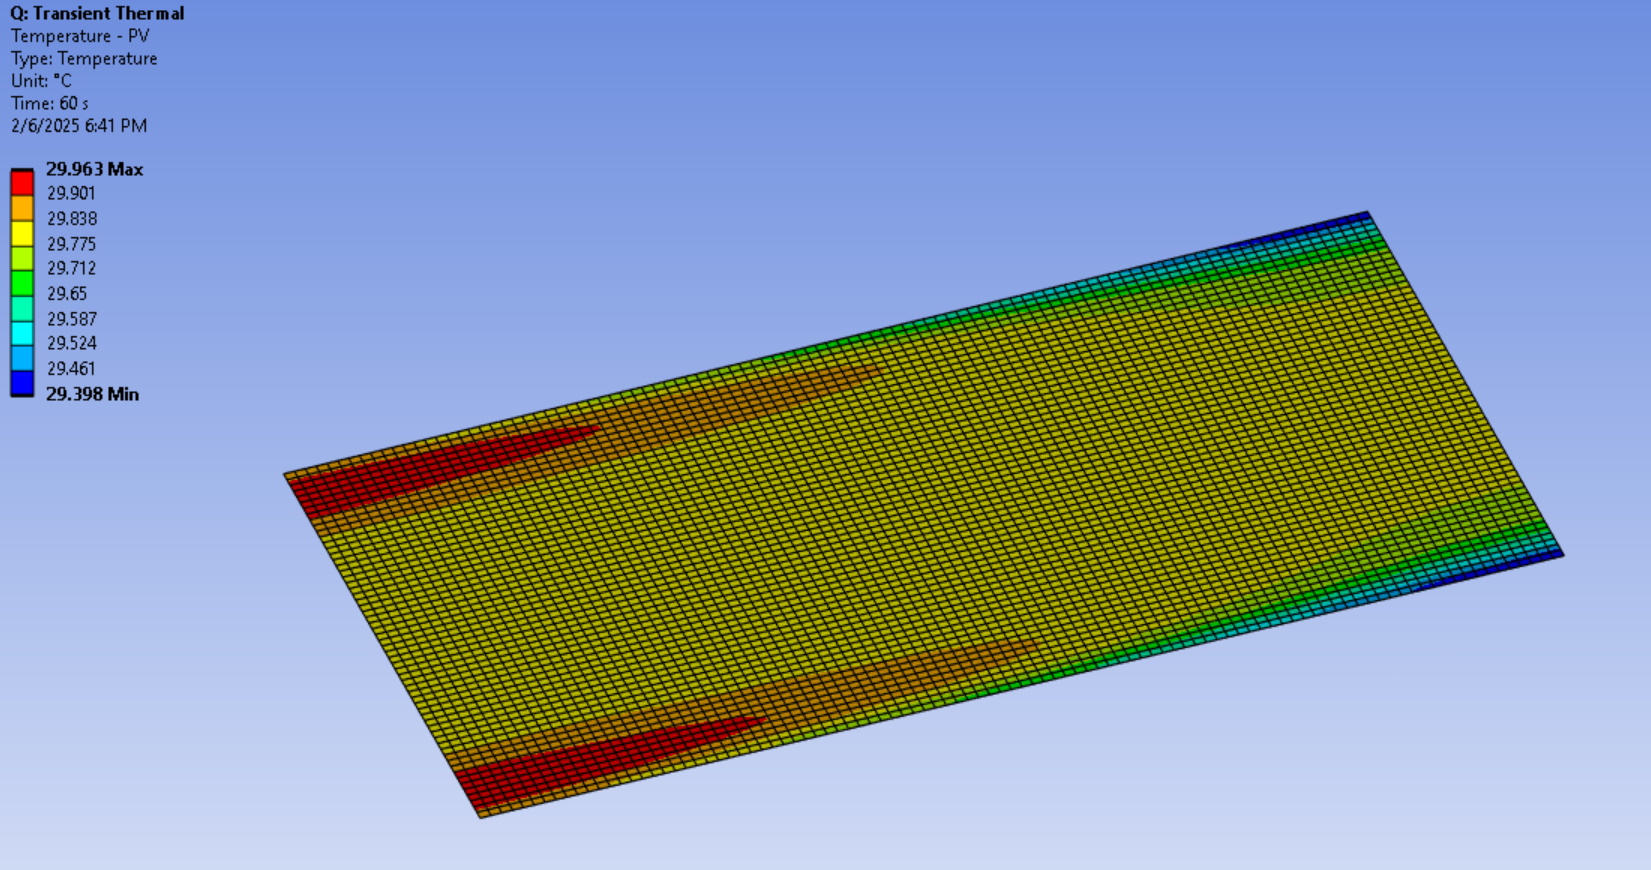 Q: Transient Thermal
Temperature - PV
Type: Temperature
Unit: °C
Time: 60 s
2/6/2025 6:41 PM
29.963 Max
29.901
29.838
29.775
29.712
29.65
29.587
29.524
29.461
29.398 Min